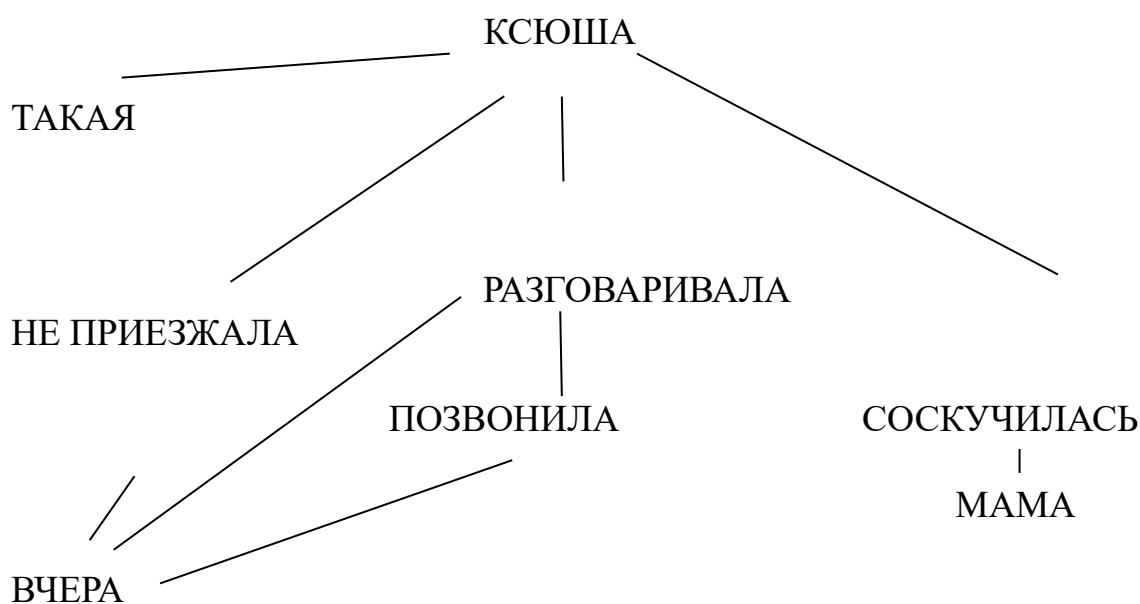 КСЮША
ТАКАЯ
РАЗГОВАРИВАЛА
НЕ ПРИЕЗЖАЛА
ПОЗВОНИЛА
СОСКУЧИЛАСЬ
МАМА
ВЧЕРА